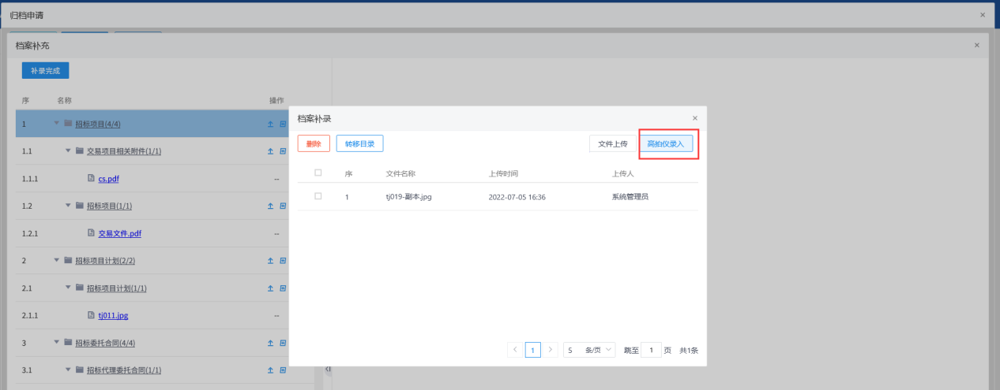 归档申请
档案补充
补录完成
序 名称 操作
1 招标项目(4/4)
1.1 交易项目相关附件(1/1)
1.1.1 cs.pdf --
1.2 招标项目(1/1)
1.2.1 交易文件.pdf --
2 招标项目计划(2/2)
2.1 招标项目计划(1/1)
2.1.1 tj011.jpg --
3 招标委托合同(4/4)
3.1 招标代理委托合同(1/1)
档案补录
删除 转移目录 文件上传 高拍仪录入
序 文件名称 上传时间 上传人
1 tj019-副本.jpg 2022-07-05 16:36 系统管理员
1 5 条/页 跳至 1 页 共1条